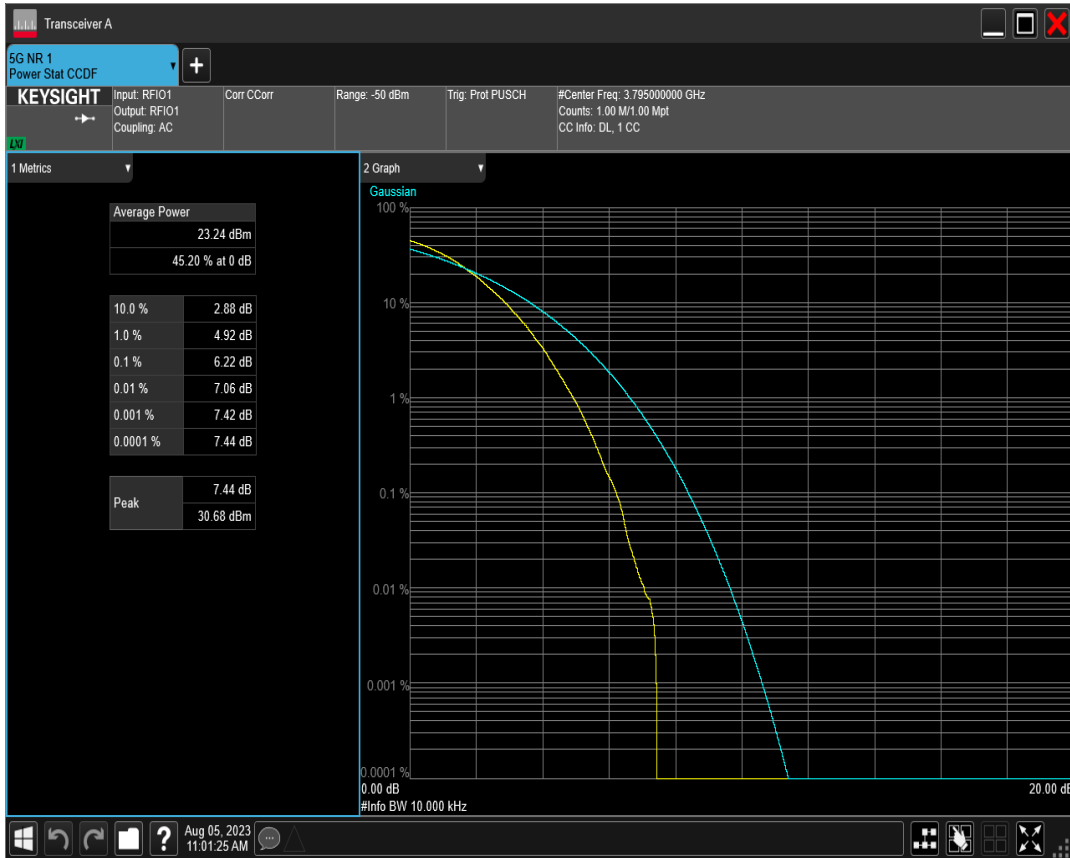 Transceiver A
5G NR 1
Power Stat CCDF
KEYSIGHT
LXI
Input: RFIO1
Output: RFIO1
Coupling: AC
Corr CCorr
Range: -50 dBm
Trig: Prot PUSCH
#Center Freq: 3.795000000 GHz
Counts: 1.00 M/1.00 Mpt
CC Info: DL, 1 CC
1 Metrics
Average Power
23.24 dBm
45.20 % at 0 dB
10.0 % 2.88 dB
1.0 % 4.92 dB
0.1 % 6.22 dB
0.01 % 7.06 dB
0.001 % 7.42 dB
0.0001 % 7.44 dB
Peak
7.44 dB
30.68 dBm
2 Graph
Gaussian
100 %
10 %
1 %
0.1 %
0.01 %
0.001 %
0.0001 %
0.00 dB
20.00 dB
#Info BW 10.000 kHz
?
Aug 05, 2023
11:01:25 AM